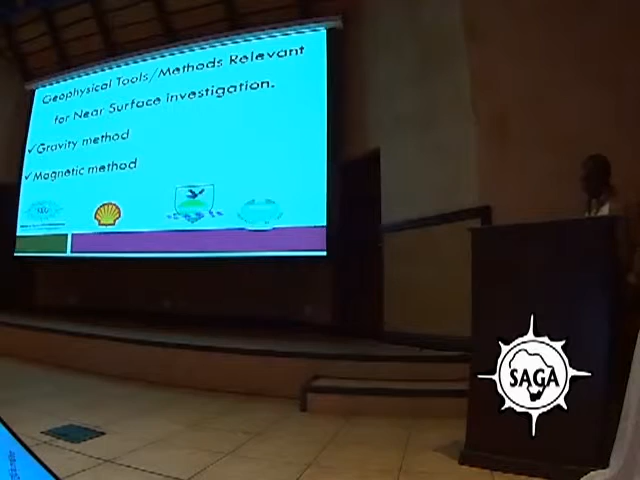 Geophysical Tools/Methods Relevant
for Near Surface investigation.
✓Gravity method
✓Magnetic method
SAGA